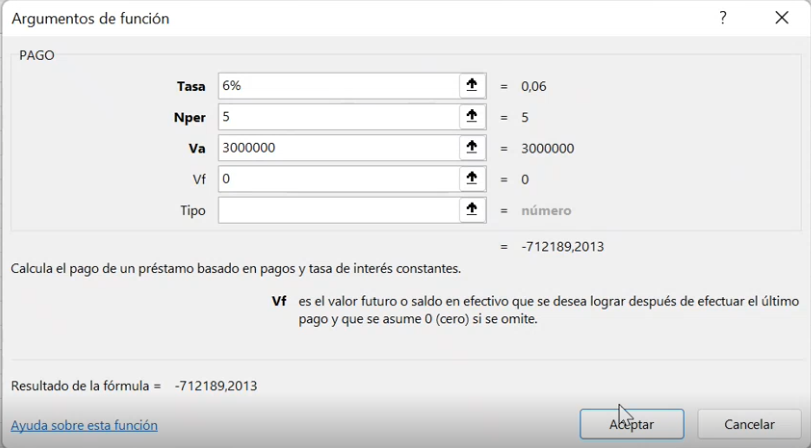 Argumentos de función ?
PAGO
Tasa 6% = 0,06
Nper 5 = 5
Va 3000000 = 3000000
Vf 0 = 0
Tipo = número
= -712189,2013
Calcula el pago de un préstamo basado en pagos y tasa de interés constantes.
Vf es el valor futuro o saldo en efectivo que se desea lograr después de efectuar el último
pago y que se asume 0 (cero) si se omite.
Resultado de la fórmula = -712189,2013
Ayuda sobre esta función Aceptar Cancelar